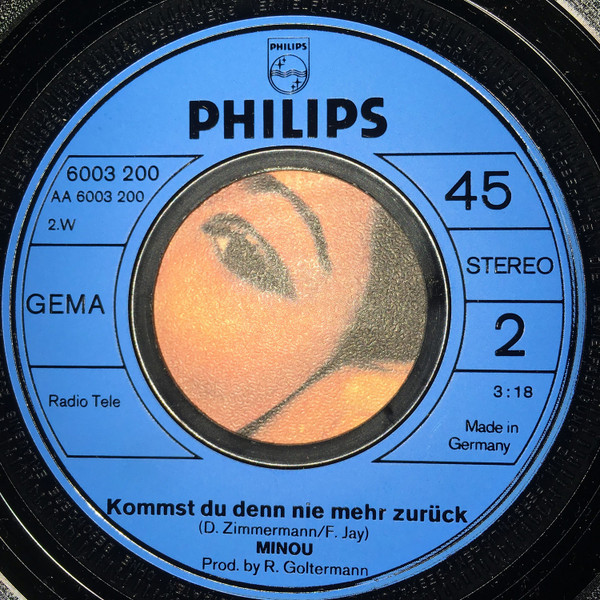 PHILIPS
PHILIPS
6003 200
AA 6003 200
2.W
GEMA
Radio Tele
45
STEREO
2
3:18
Made in
Germany
Kommst du denn nie mehr zurück
(D. Zimmermann/F. Jay)
MINOU
Prod. by R. Goltermann